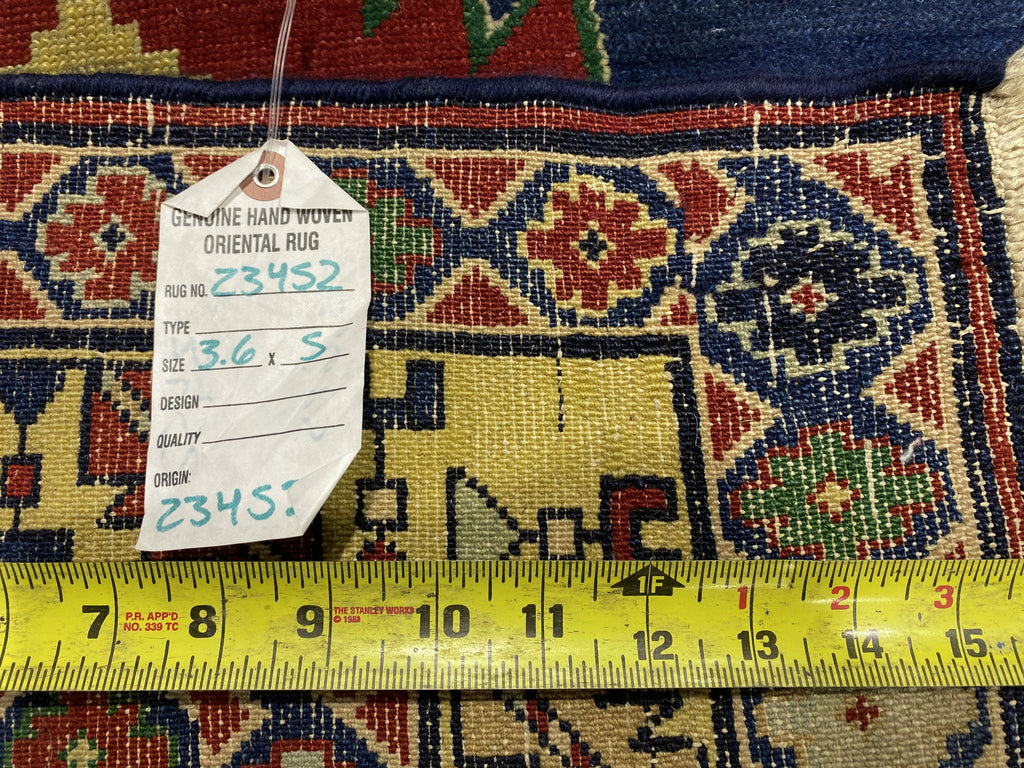 GENUINE HAND WOVEN
ORIENTAL RUG
RUG NO. 23452
TYPE
SIZE 3.6 X 5
DESIGN
QUALITY
ORIGIN:
2345
1F
1 2 3
7 8 9 10 11 12 13 14 15
P.R. APP'D
NO. 339 TC
THE STANLEY WORKS
© 1988